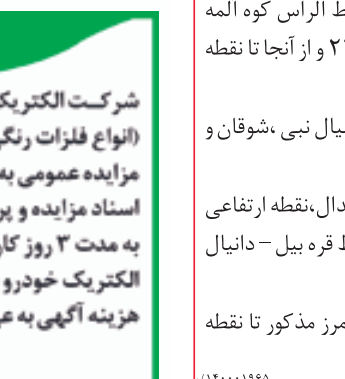 ط الراس کوه المه
و از آنجا تا نقطه
یال نبی ،شوقان و
دال،نقطه ارتفاعی
ط قره بیل – دانیال
مرز مذکور تا نقطه
شرکت الکتریک
(انواع فلزات رنگی
مزایده عمومی به
اسناد مزایده و پر
به مدت ۳ روز کار
الکتریک خودرو
هزینه آگهی به ع